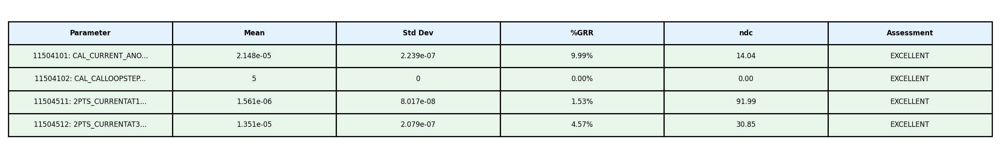 Parameter Mean Std Dev %GRR ndc Assessment
11504101: CAL_CURRENT_ANO... 2.148e-05 2.239e-07 9.99% 14.04 EXCELLENT
11504102: CAL_CALLOOPSTEP... 5 0 0.00% 0.00 EXCELLENT
11504511: 2PTS_CURRENTAT1... 1.561e-06 8.017e-08 1.53% 91.99 EXCELLENT
11504512: 2PTS_CURRENTAT3... 1.351e-05 2.079e-07 4.57% 30.85 EXCELLENT